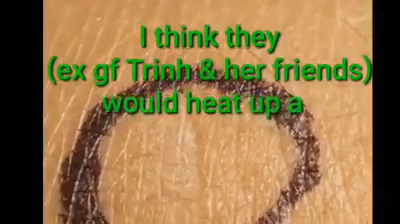 I think they
(ex gf Trinh & her friends)
would heat up a